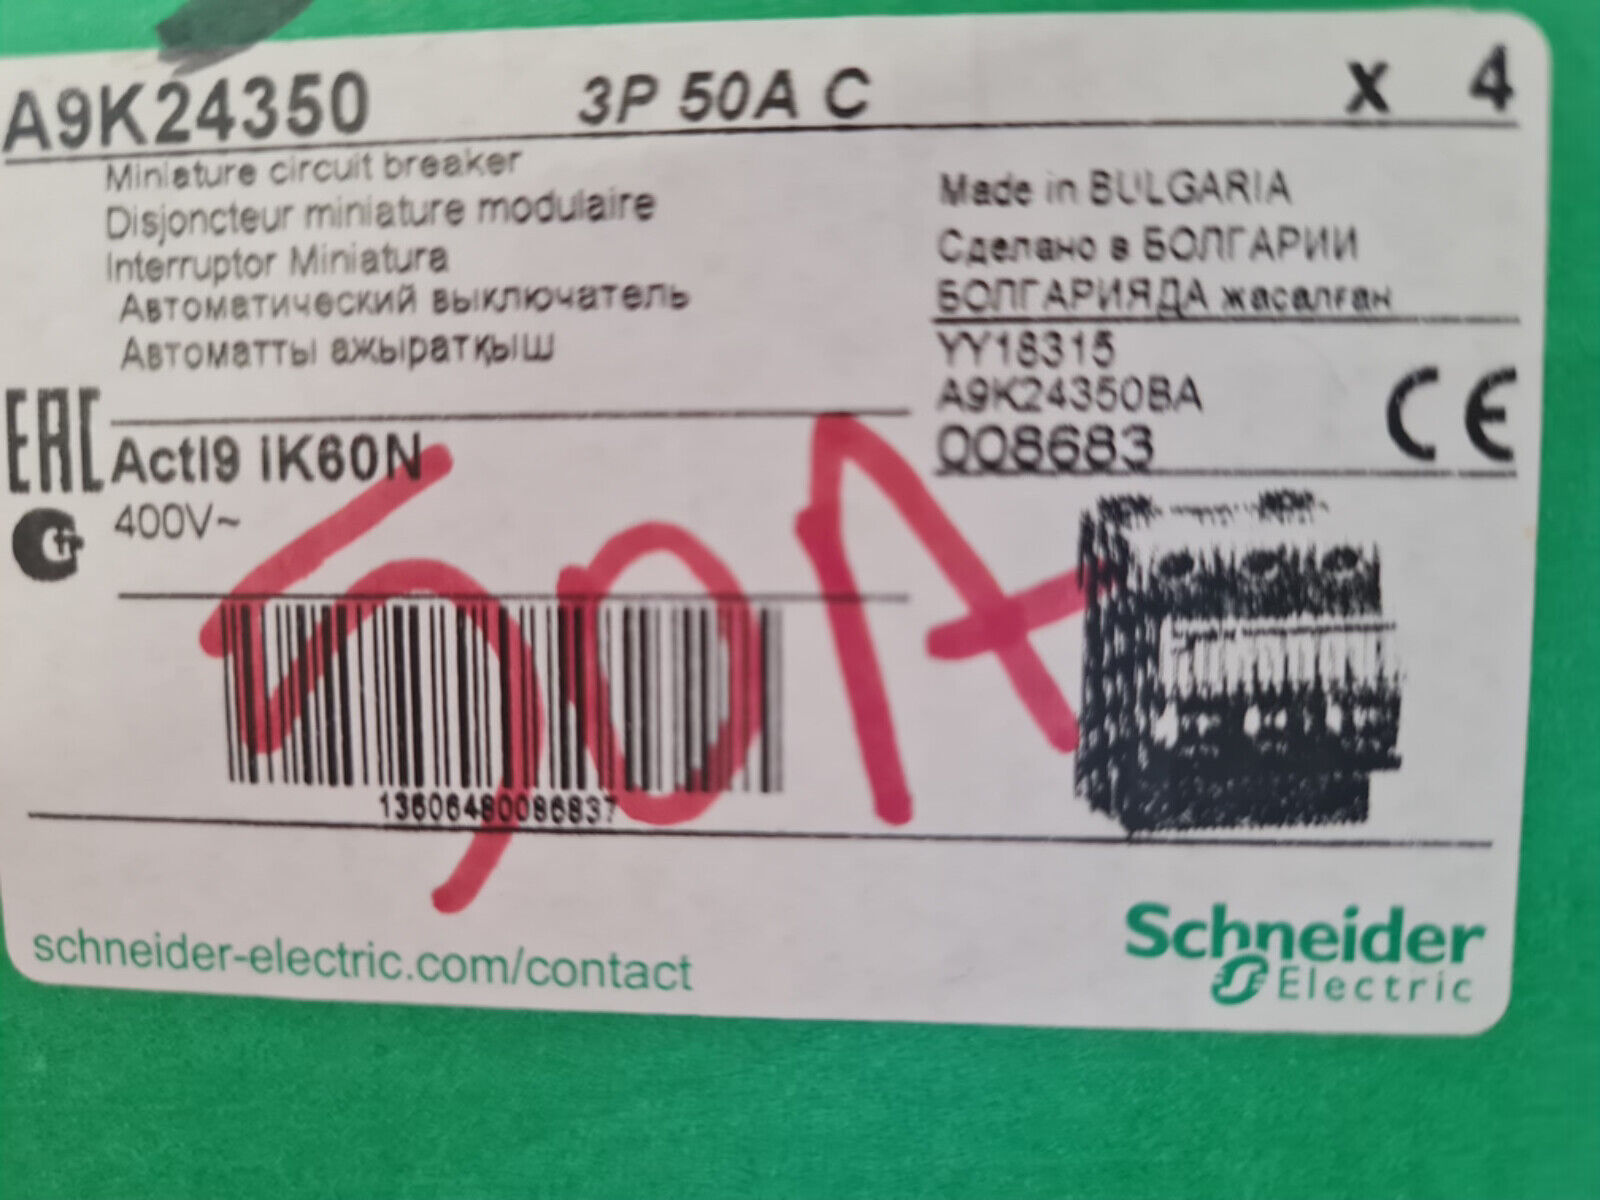 A9K24350 3P 50A C x 4
Miniature circuit breaker
Disjoncteur miniature modulaire
Interruptor Miniatura
Автоматический выключатель
Автоматты ажыратқыш
Made in BULGARIA
Сделано в БОЛГАРИИ
БОЛГАРИЯДА жасалған
YY18315
A9K24350BA
008683
CE
EAC
Acti9 iK60N
400V~
50A
13606480086837
schneider-electric.com/contact
Schneider
Electric